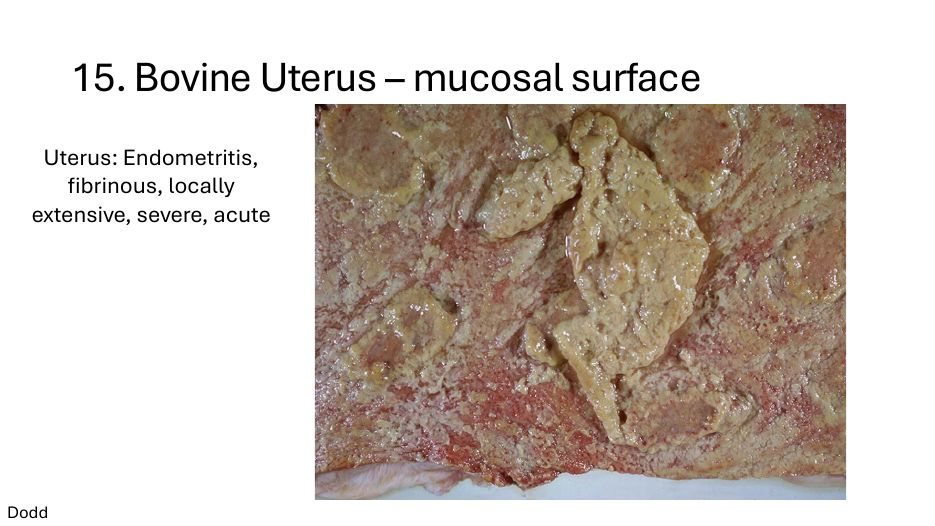 15. Bovine Uterus – mucosal surface
Uterus: Endometritis,
fibrinous, locally
extensive, severe, acute
Dodd